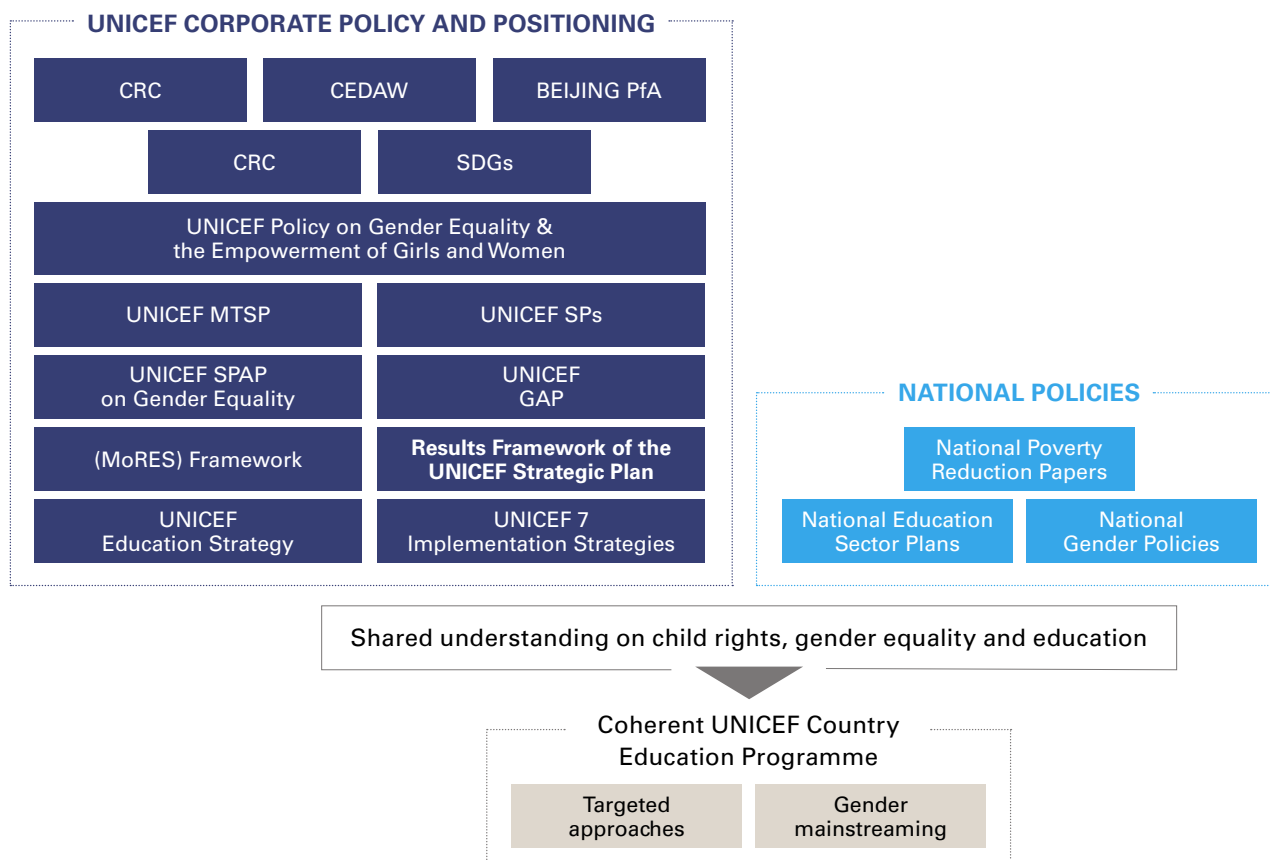 UNICEF CORPORATE POLICY AND POSITIONING
CRC
CEDAW
BEIJING PfA
CRC
SDGs
UNICEF Policy on Gender Equality &
the Empowerment of Girls and Women
UNICEF MTSP
UNICEF SPs
UNICEF SPAP
on Gender Equality
UNICEF
GAP
(MoRES) Framework
Results Framework of the
UNICEF Strategic Plan
UNICEF
Education Strategy
UNICEF 7
Implementation Strategies
NATIONAL POLICIES
National Poverty
Reduction Papers
National Education
Sector Plans
National
Gender Policies
Shared understanding on child rights, gender equality and education
Coherent UNICEF Country
Education Programme
Targeted
approaches
Gender
mainstreaming